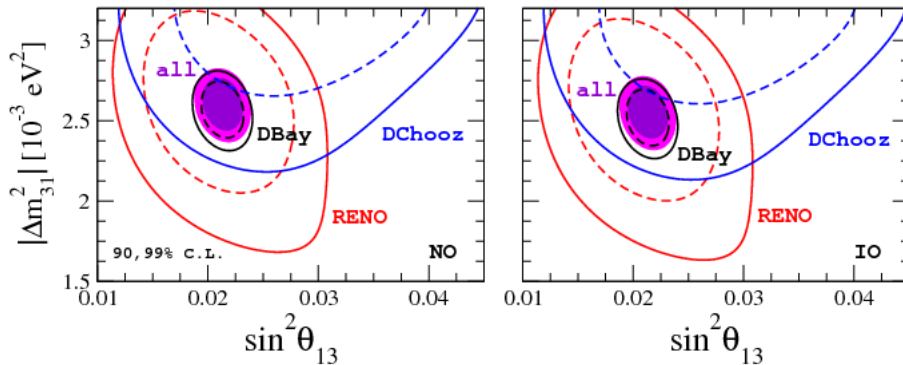 |Δm²₃₁| [10⁻³ eV²]
3
2.5
2
1.5
all
DBay
DChooz
RENO
90,99% C.L.
NO
0.01
0.02
0.03
0.04
sin²θ₁₃
all
DBay
DChooz
RENO
IO
0.01
0.02
0.03
0.04
sin²θ₁₃